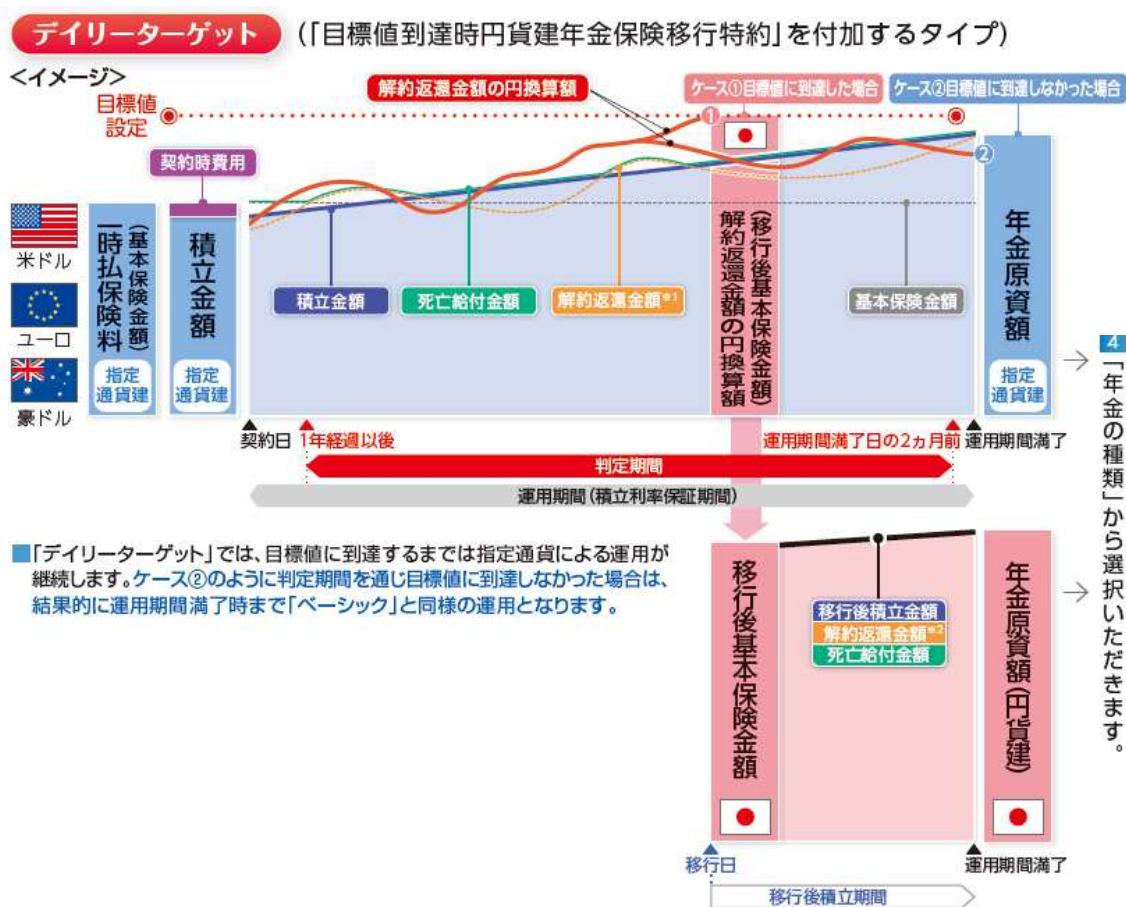 デイリーターゲット（「目標値到達時円貨建年金保険移行特約」を付加するタイプ）
<イメージ>
目標値
設定
解約返還金額の円換算額
ケース①目標値に到達した場合
ケース②目標値に到達しなかった場合
①
②
契約時費用
米ドル
ユーロ
豪ドル
一時払保険料
（基本保険金額）
指定
通貨建
積立金額
指定
通貨建
積立金額
死亡給付金額
解約返還金額※1
基本保険金額
解約返還金額の円換算額
（移行後基本保険金額）
年金原資額
指定
通貨建
契約日
1年経過以後
運用期間満了日の2ヵ月前
運用期間満了
判定期間
運用期間（積立利率保証期間）
4「年金の種類」から選択いただきます。
■「デイリーターゲット」では、目標値に到達するまでは指定通貨による運用が
継続します。ケース②のように判定期間を通じ目標値に到達しなかった場合は、
結果的に運用期間満了時まで「ベーシック」と同様の運用となります。
移行後基本保険金額
移行後積立金額
解約返還金額※2
死亡給付金額
年金原資額（円貨建）
移行日
運用期間満了
移行後積立期間